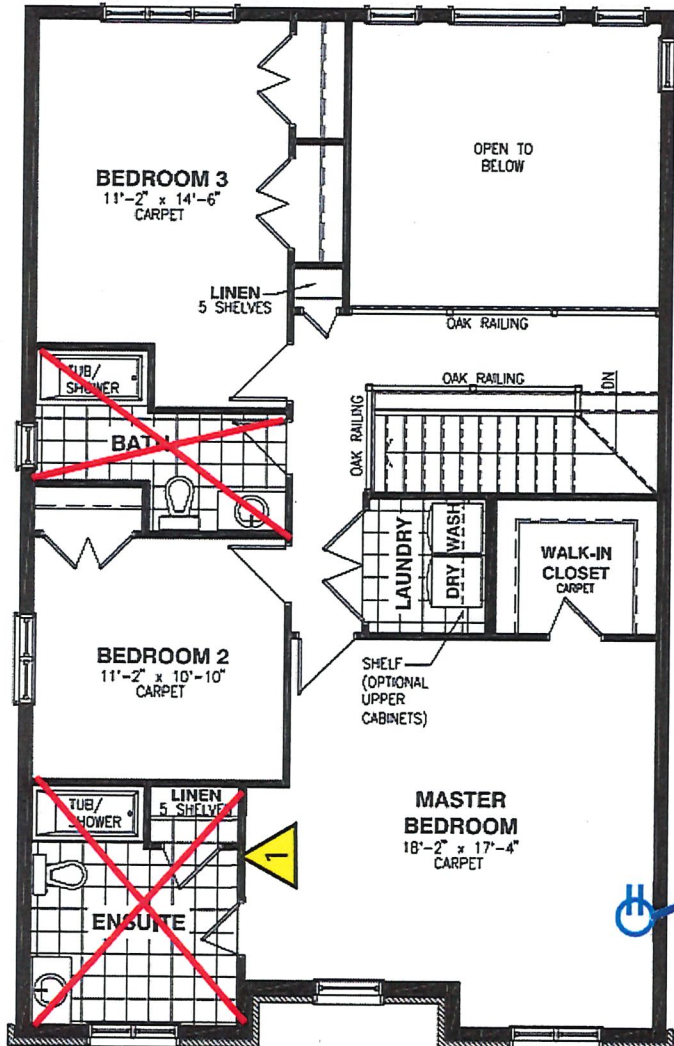 BEDROOM 3
11'-2" x 14'-6"
CARPET
OPEN TO
BELOW
LINEN
5 SHELVES
OAK RAILING
TUB/
SHOWER
OAK RAILING
DN
OAK RAILING
LAUNDRY
WASH
DRY
WALK-IN
CLOSET
CARPET
BEDROOM 2
11'-2" x 10'-10"
CARPET
SHELF
(OPTIONAL
UPPER
CABINETS)
TUB/
SHOWER
LINEN
5 SHELVES
1
MASTER
BEDROOM
18'-2" x 17'-4"
CARPET
ENSUITE